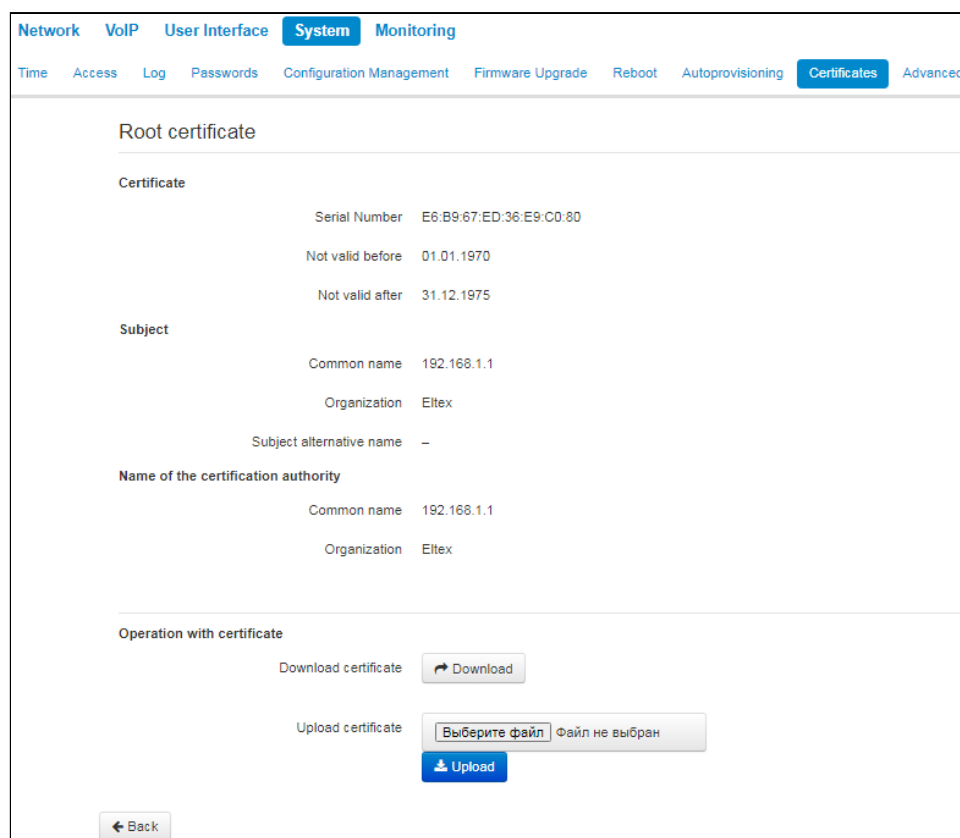 Network VoIP User Interface System Monitoring
Time Access Log Passwords Configuration Management Firmware Upgrade Reboot Autoprovisioning Certificates Advanced
Root certificate
Certificate
Serial Number E6:B9:67:ED:36:E9:C0:80
Not valid before 01.01.1970
Not valid after 31.12.1975
Subject
Common name 192.168.1.1
Organization Eltex
Subject alternative name –
Name of the certification authority
Common name 192.168.1.1
Organization Eltex
Operation with certificate
Download certificate Download
Upload certificate Выберите файл Файл не выбран
Upload
Back